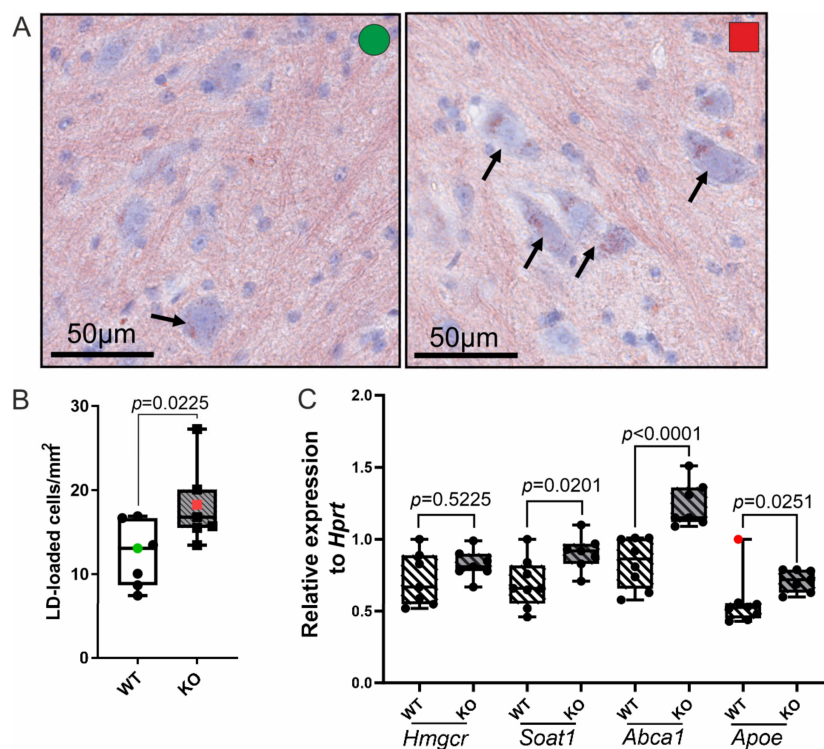 A
50µm
50µm
B
LD-loaded cells/mm²
30
20
10
0
p=0.0225
WT
KO
C
Relative expression
to Hprt
2.0
1.5
1.0
0.5
0.0
p=0.5225
p=0.0201
p<0.0001
p=0.0251
WT KO WT KO WT KO WT KO
Hmgcr Soat1 Abca1 Apoe